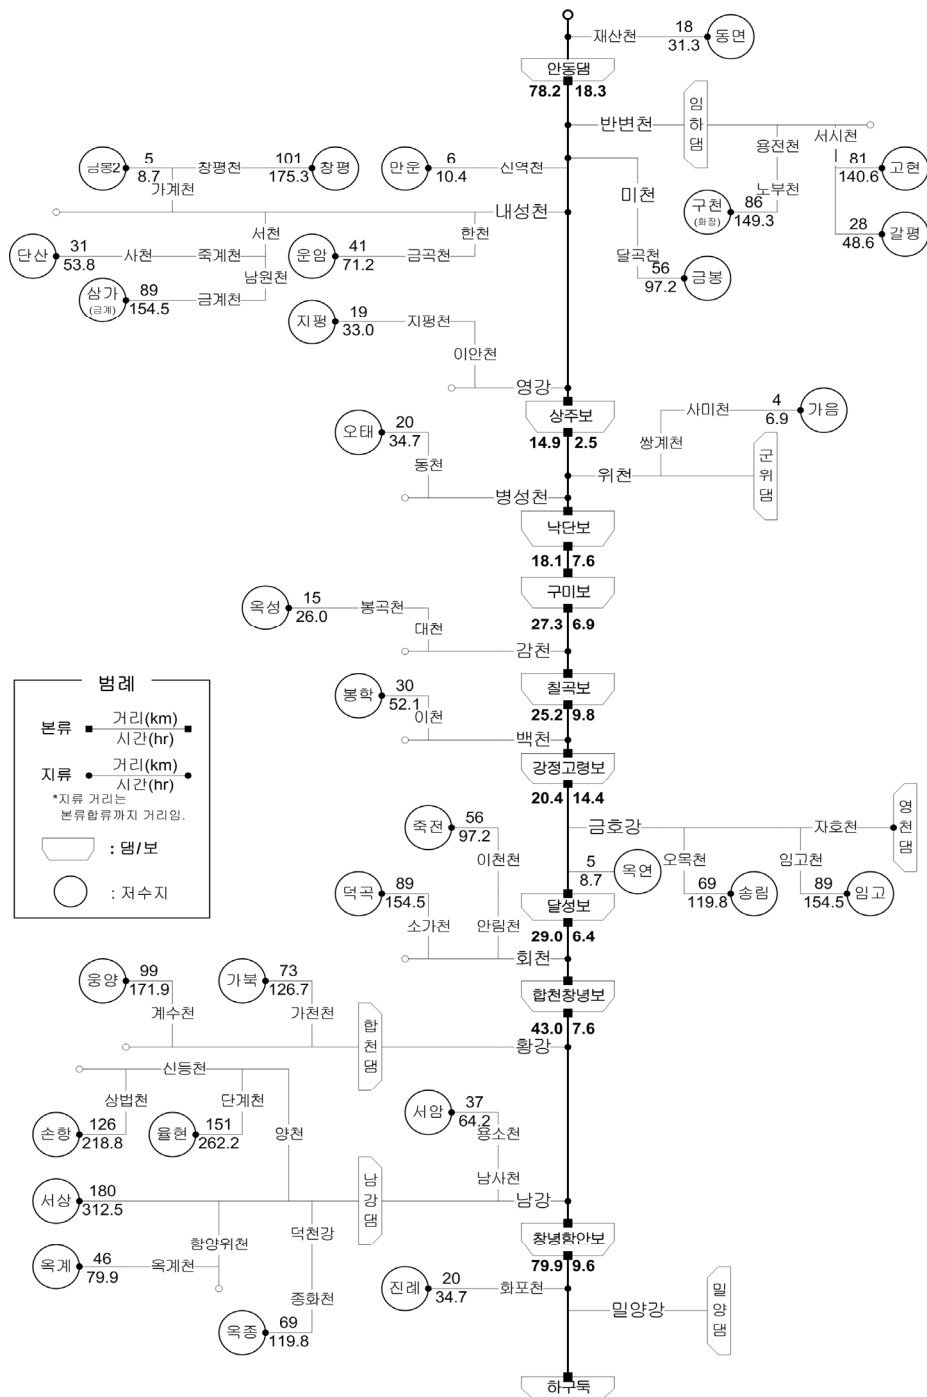 재산천
18
31.3
동면
안동댐
78.2 18.3
반변천
임하댐
용전천
서시천
금봉2
5
8.7
창평천
101
175.3
창평
만운
6
10.4
신역천
가계천
미천
81
140.6
고현
노부천
구천
(화장)
86
149.3
28
48.6
갈평
내성천
서천
한천
단산
31
53.8
사천
죽계천
운암
41
71.2
금곡천
달곡천
56
97.2
금봉
남원천
삼가
(금계)
89
154.5
금계천
지평
19
33.0
지평천
이안천
영강
상주보
14.9 2.5
사미천
4
6.9
가음
쌍계천
오태
20
34.7
동천
위천
군위댐
병성천
낙단보
18.1 7.6
구미보
27.3 6.9
옥성
15
26.0
봉곡천
대천
감천
범례
본류
거리(km)
시간(hr)
지류
거리(km)
시간(hr)
*지류 거리는
본류합류까지 거리임.
: 댐/보
: 저수지
칠곡보
25.2 9.8
봉학
30
52.1
이천
백천
강정고령보
20.4 14.4
죽전
56
97.2
이천천
금호강
자호천
영천댐
오목천
임고천
5
8.7
옥연
69
119.8
송림
89
154.5
임고
덕곡
89
154.5
소가천
안림천
달성보
29.0 6.4
회천
웅양
99
171.9
계수천
가북
73
126.7
가천천
합천창녕보
43.0 7.6
합천댐
황강
신등천
상법천
단계천
손항
126
218.8
율현
151
262.2
양천
서암
37
64.2
용소천
남사천
서상
180
312.5
남강댐
남강
함양위천
덕천강
창녕함안보
79.9 9.6
옥계
46
79.9
옥계천
종화천
진례
20
34.7
화포천
옥종
69
119.8
밀양강
밀양댐
하구둑